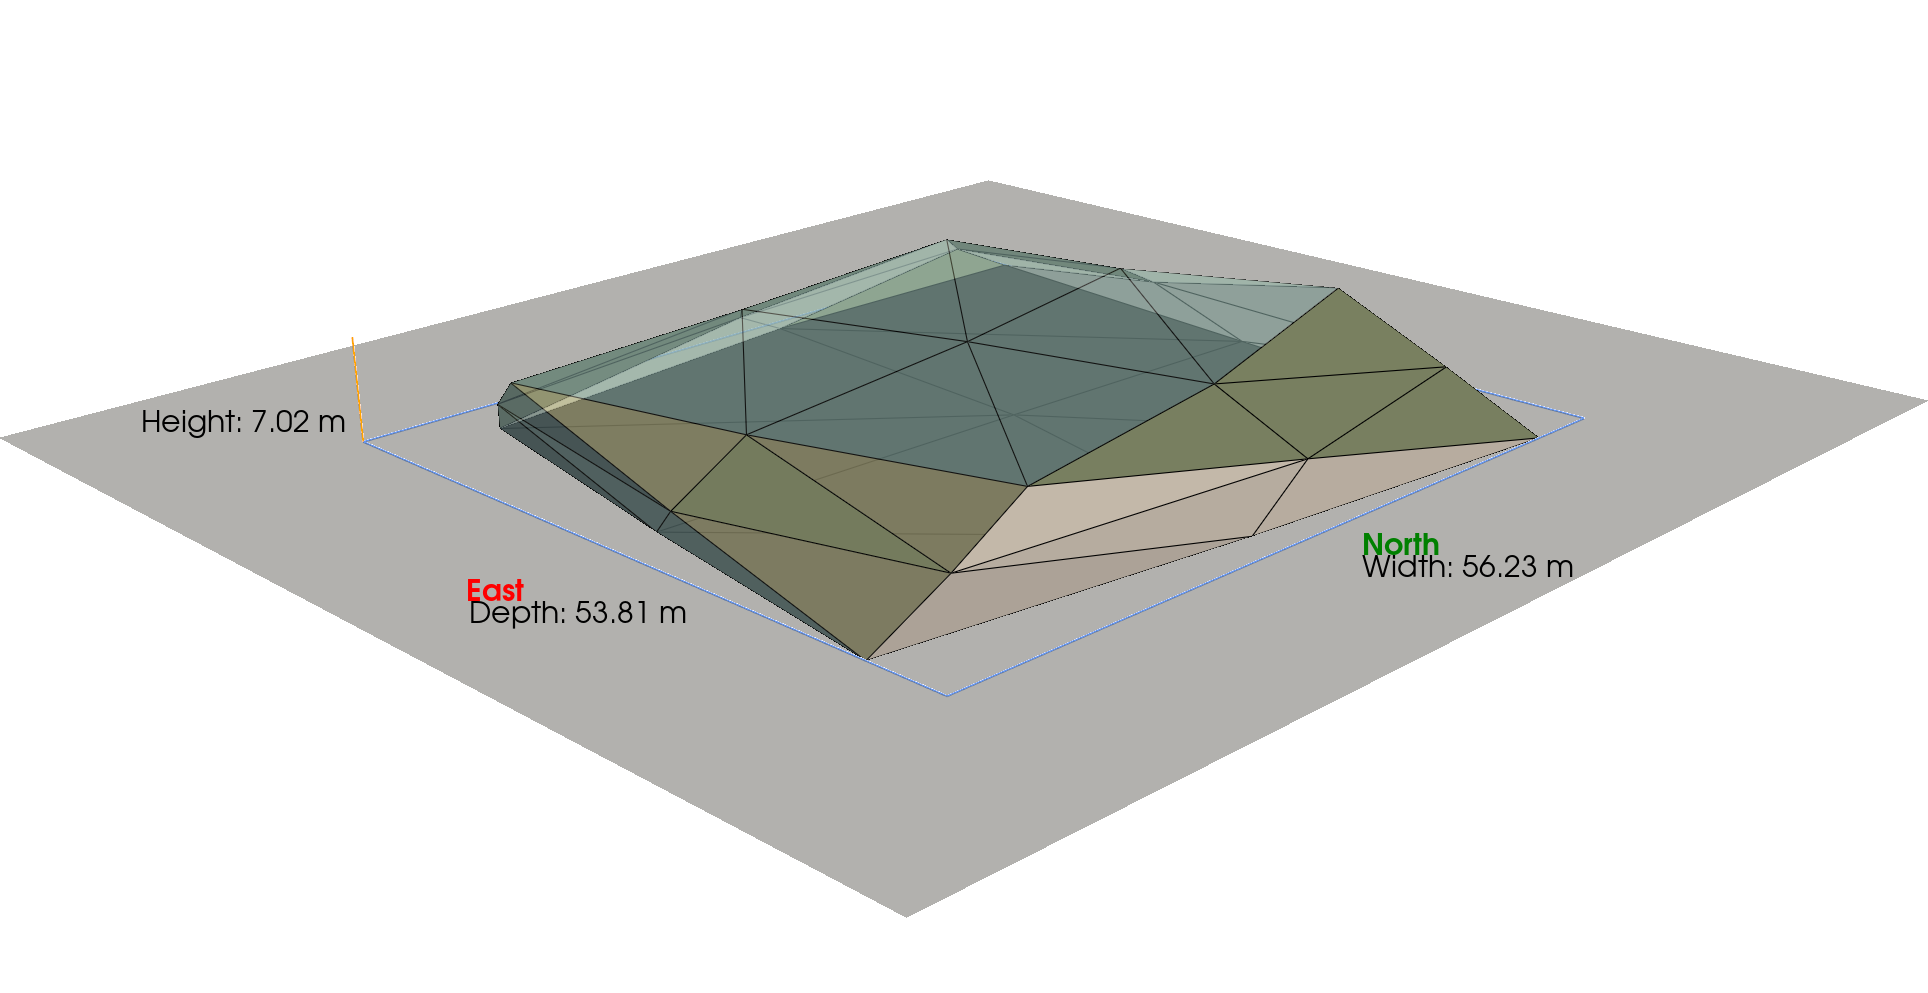 Height: 7.02 m
North
Width: 56.23 m
East
Depth: 53.81 m